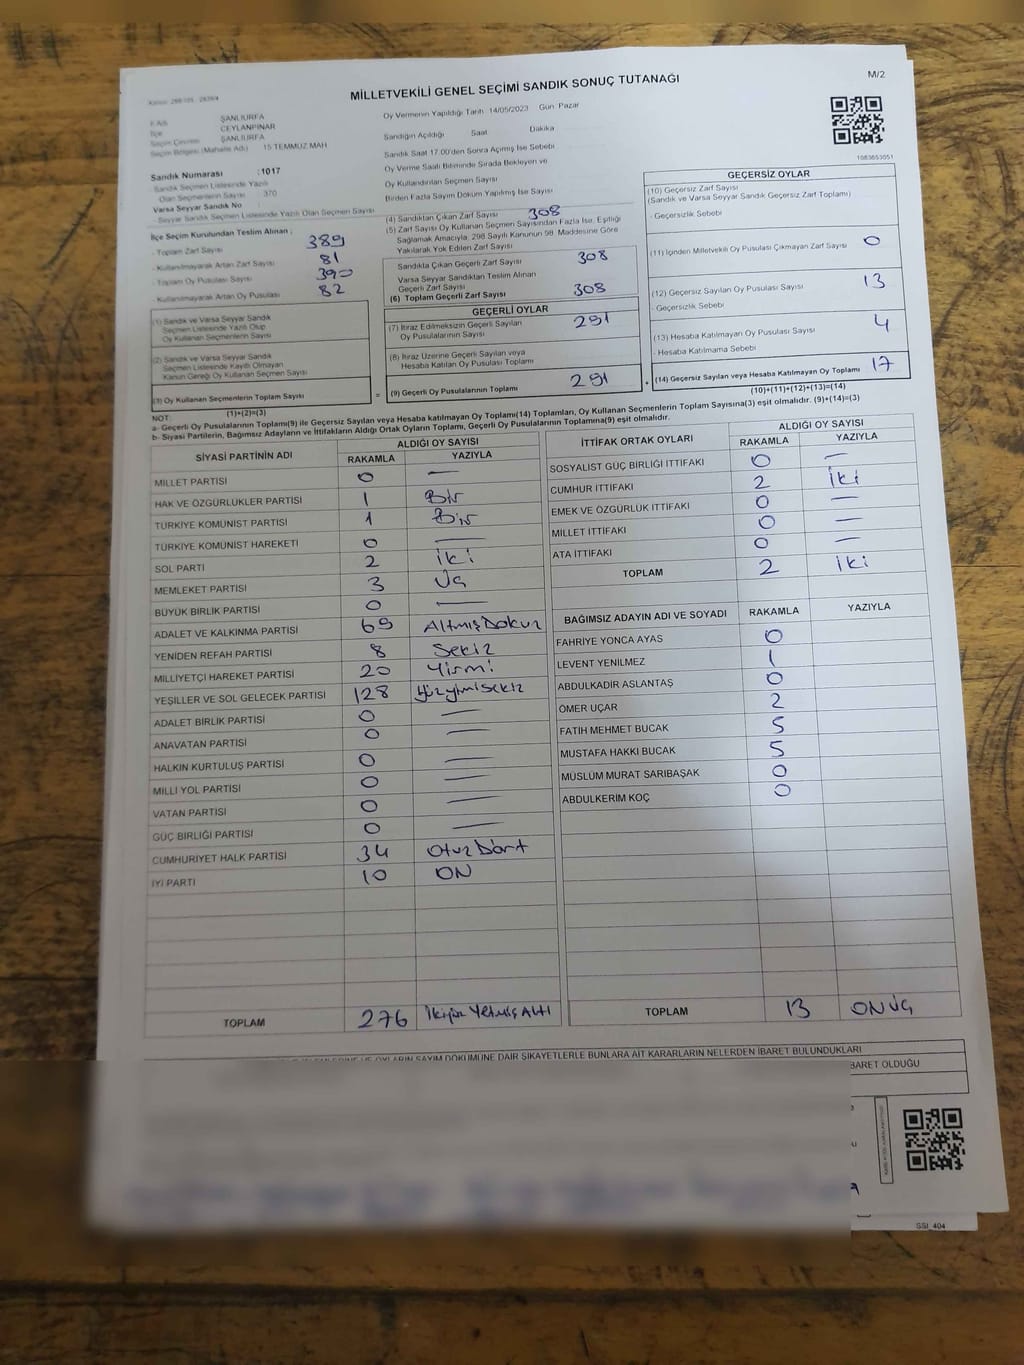 MİLLETVEKİLİ GENEL SEÇİMİ SANDIK SONUÇ TUTANAĞI
M/2
İlçe
ŞANLIURFA
CEYLANPINAR
ŞANLIURFA
Seçim Bölgesi (Mahalle Adı) 15 TEMMUZ MAH
Sandık Numarası :1017
- Sandık Seçmen Listesinde Yazılı
Olan Seçmenlerin Sayısı :370
Varsa Seyyar Sandık No :
- Seyyar Sandık Seçmen Listesinde Yazılı Olan Seçmen Sayısı
İlçe Seçim Kurulundan Teslim Alınan ;
- Toplam Zarf Sayısı 389
- Kullanılmayarak Artan Zarf Sayısı 81
- Toplam Oy Pusulası Sayısı 390
- Kullanılmayarak Artan Oy Pusulası 82
(1) Sandık ve Varsa Seyyar Sandık
Seçmen Listesinde Yazılı Olup
Oy Kullanan Seçmenlerin Sayısı
(2) Sandık ve Varsa Seyyar Sandık
Seçmen Listesinde Kayıtlı Olmayan
Kanun Gereği Oy Kullanan Seçmen Sayısı
(3) Oy Kullanan Seçmenlerin Toplam Sayısı
(1)+(2)=(3)
Oy Vermenin Yapıldığı Tarih 14/05/2023 Gün Pazar
Sandığın Açıldığı Saat Dakika
Sandık Saat 17.00'den Sonra Açılmış İse Sebebi
Oy Verme Saati Bitiminde Sırada Bekleyen ve
Oy Kullandırılan Seçmen Sayısı
Birden Fazla Sayım Döküm Yapılmış İse Sayısı
(4) Sandıktan Çıkan Zarf Sayısı 308
(5) Zarf Sayısı Oy Kullanan Seçmen Sayısından Fazla İse, Eşitliği
Sağlamak Amacıyla, 298 Sayılı Kanunun 98. Maddesine Göre
Yakılarak Yok Edilen Zarf Sayısı
Sandıkta Çıkan Geçerli Zarf Sayısı 308
Varsa Seyyar Sandıktan Teslim Alınan
Geçerli Zarf Sayısı
(6) Toplam Geçerli Zarf Sayısı 308
GEÇERLİ OYLAR
(7) İtiraz Edilmeksizin Geçerli Sayılan
Oy Pusulalarının Sayısı 291
(8) İtiraz Üzerine Geçerli Sayılan veya
Hesaba Katılan Oy Pusulası Toplamı
= (9) Geçerli Oy Pusulalarının Toplamı 291 +
1083653051
GEÇERSİZ OYLAR
(10) Geçersiz Zarf Sayısı
(Sandık ve Varsa Seyyar Sandık Geçersiz Zarf Toplamı)
- Geçersizlik Sebebi
(11) İçinden Milletvekili Oy Pusulası Çıkmayan Zarf Sayısı 0
(12) Geçersiz Sayılan Oy Pusulası Sayısı 13
- Geçersizlik Sebebi
(13) Hesaba Katılmayan Oy Pusulası Sayısı 4
- Hesaba Katılmama Sebebi
(14) Geçersiz Sayılan veya Hesaba Katılmayan Oy Toplamı 17
(10)+(11)+(12)+(13)=(14)
NOT:
a- Geçerli Oy Pusulalarının Toplamı(9) ile Geçersiz Sayılan veya Hesaba katılmayan Oy Toplamı(14) Toplamları, Oy Kullanan Seçmenlerin Toplam Sayısına(3) eşit olmalıdır. (9)+(14)=(3)
b- Siyasi Partilerin, Bağımsız Adayların ve İttifakların Aldığı Ortak Oyların Toplamı, Geçerli Oy Pusulalarının Toplamına(9) eşit olmalıdır.
SİYASİ PARTİNİN ADI ALDIĞI OY SAYISI
RAKAMLA YAZIYLA
MİLLET PARTİSİ 0 —
HAK VE ÖZGÜRLÜKLER PARTİSİ 1 Bir
TÜRKİYE KOMÜNİST PARTİSİ 1 Bir
TÜRKİYE KOMÜNİST HAREKETİ 0 —
SOL PARTİ 2 iki
MEMLEKET PARTİSİ 3 Üç
BÜYÜK BİRLİK PARTİSİ 0 —
ADALET VE KALKINMA PARTİSİ 69 AltmışDokuz
YENİDEN REFAH PARTİSİ 8 Sekiz
MİLLİYETÇİ HAREKET PARTİSİ 20 Yirmi
YEŞİLLER VE SOL GELECEK PARTİSİ 128 Yüzyirmisekiz
ADALET BİRLİK PARTİSİ 0 —
ANAVATAN PARTİSİ 0 —
HALKIN KURTULUŞ PARTİSİ 0 —
MİLLİ YOL PARTİSİ 0 —
VATAN PARTİSİ 0 —
GÜÇ BİRLİĞİ PARTİSİ 0 —
CUMHURİYET HALK PARTİSİ 34 OtuzDört
İYİ PARTİ 10 ON
TOPLAM 276 İkiyüz Yetmiş Altı
İTTİFAK ORTAK OYLARI ALDIĞI OY SAYISI
RAKAMLA YAZIYLA
SOSYALİST GÜÇ BİRLİĞİ İTTİFAKI 0 —
CUMHUR İTTİFAKI 2 iki
EMEK VE ÖZGÜRLÜK İTTİFAKI 0 —
MİLLET İTTİFAKI 0 —
ATA İTTİFAKI 0 —
TOPLAM 2 iki
BAĞIMSIZ ADAYIN ADI VE SOYADI RAKAMLA YAZIYLA
FAHRİYE YONCA AYAS 0
LEVENT YENİLMEZ 1
ABDULKADİR ASLANTAŞ 0
ÖMER UÇAR 2
FATİH MEHMET BUCAK 5
MUSTAFA HAKKI BUCAK 5
MÜSLÜM MURAT SARIBAŞAK 0
ABDULKERİM KOÇ 0
TOPLAM 13 ONÜÇ
OYLARIN SAYIM DÖKÜMÜNE DAİR ŞİKAYETLERLE BUNLARA AİT KARARLARIN NELERDEN İBARET BULUNDUKLARI
BARET OLDUĞU
SSİ_404